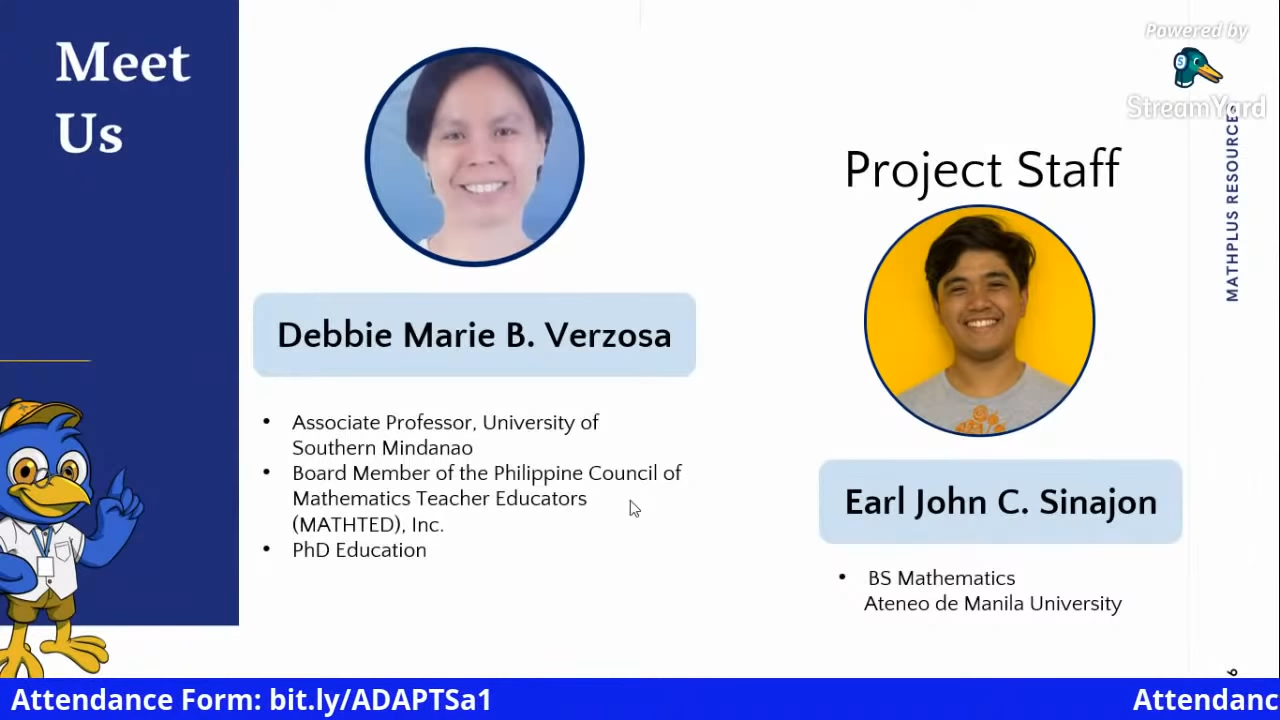 Meet
Us
Powered by
StreamYard
MATHPLUS RESOURCES
Project Staff
Debbie Marie B. Verzosa
• Associate Professor, University of
Southern Mindanao
• Board Member of the Philippine Council of
Mathematics Teacher Educators
(MATHTED), Inc.
• PhD Education
Earl John C. Sinajon
• BS Mathematics
Ateneo de Manila University
Attendance Form: bit.ly/ADAPTSa1
Attendanc